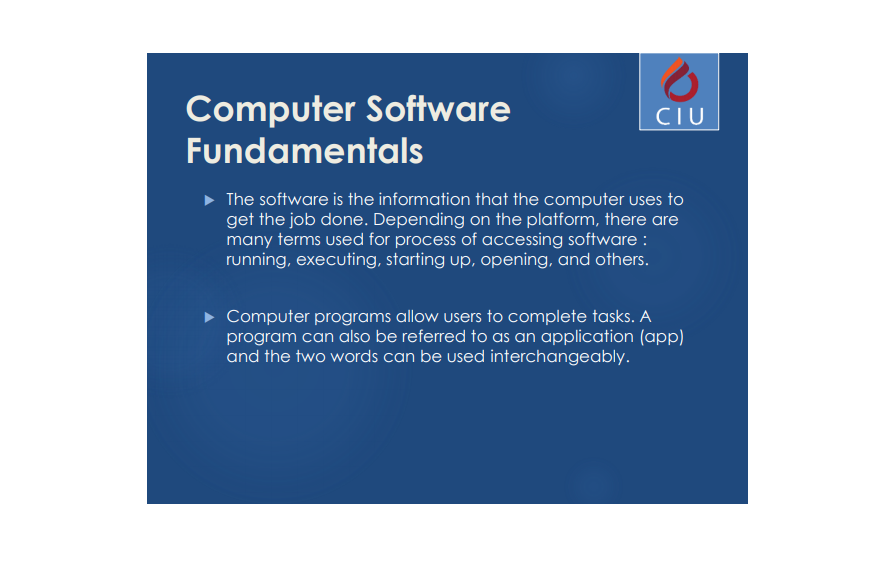 CIU
Computer Software
Fundamentals
The software is the information that the computer uses to
get the job done. Depending on the platform, there are
many terms used for process of accessing software :
running, executing, starting up, opening, and others.
Computer programs allow users to complete tasks. A
program can also be referred to as an application (app)
and the two words can be used interchangeably.